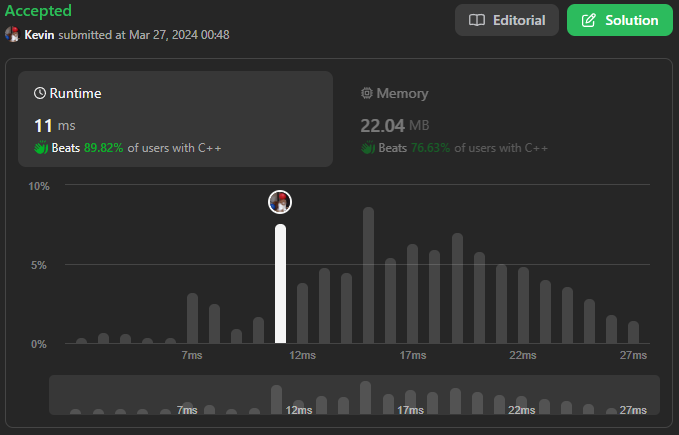 Accepted
Editorial
Solution
Kevin submitted at Mar 27, 2024 00:48
Runtime
Memory
11 ms
22.04 MB
Beats 89.82% of users with C++
Beats 76.63% of users with C++
10%
5%
0%
7ms 12ms 17ms 22ms 27ms
7ms 12ms 17ms 22ms 27ms